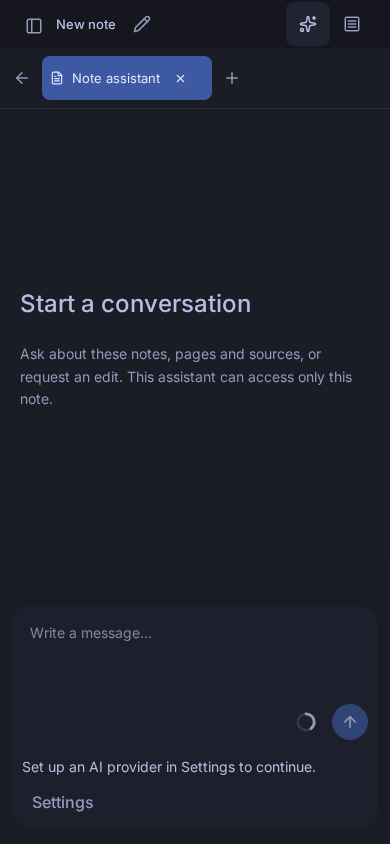 New note
Note assistant
Start a conversation
Ask about these notes, pages and sources, or
request an edit. This assistant can access only this
note.
Write a message...
Set up an AI provider in Settings to continue.
Settings